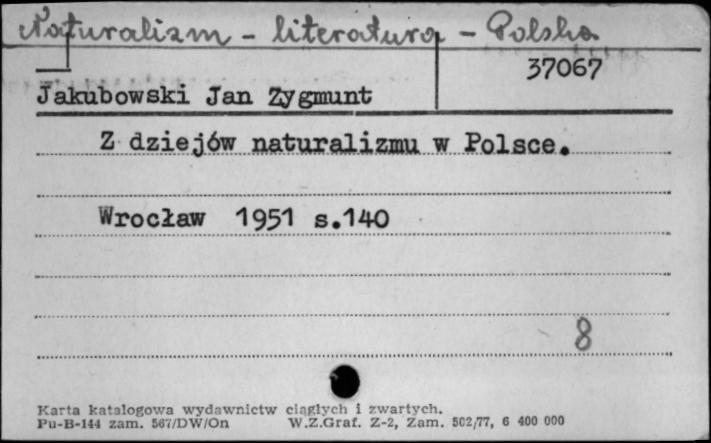 Naturalizm - literatura - Polska
37067
Jakubowski Jan Zygmunt
Z dziejów naturalizmu w Polsce.
Wrocław 1951 s.140
8
Karta katalogowa wydawnictw ciągłych i zwartych.
Pu-B-144 zam. 567/DW/On W.Z.Graf. Z-2, Zam. 502/77, 6 400 000